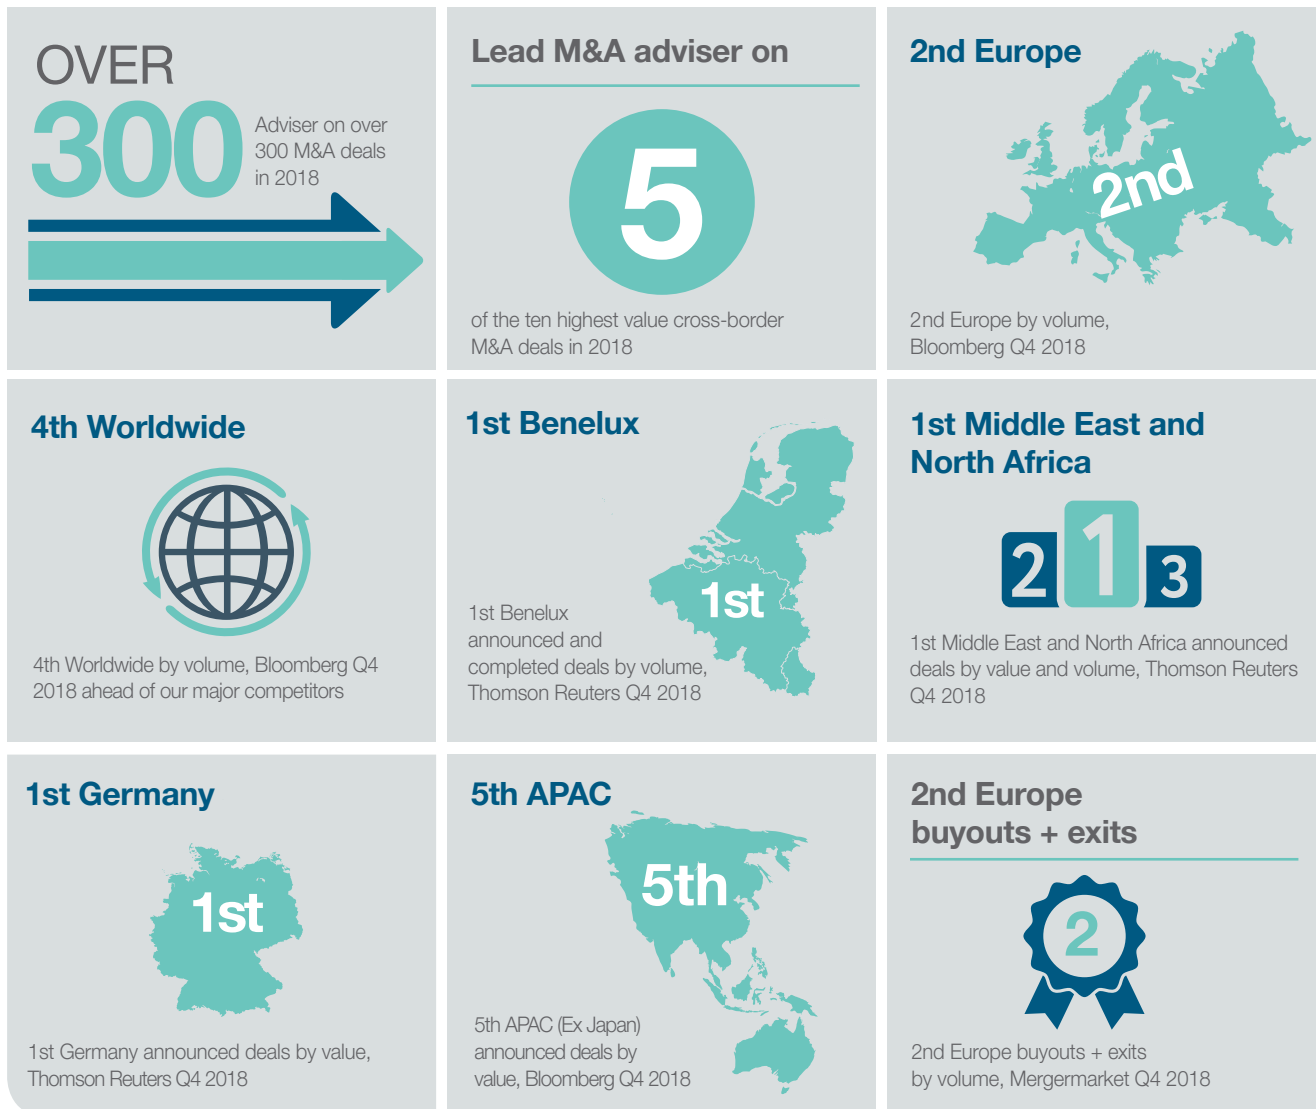 OVER
300
Adviser on over
300 M&A deals
in 2018
Lead M&A adviser on
5
of the ten highest value cross-border
M&A deals in 2018
2nd Europe
2nd
2nd Europe by volume,
Bloomberg Q4 2018
4th Worldwide
4th Worldwide by volume, Bloomberg Q4
2018 ahead of our major competitors
1st Benelux
1st
1st Benelux
announced and
completed deals by volume,
Thomson Reuters Q4 2018
1st Middle East and
North Africa
2 1 3
1st Middle East and North Africa announced
deals by value and volume, Thomson Reuters
Q4 2018
1st Germany
1st
1st Germany announced deals by value,
Thomson Reuters Q4 2018
5th APAC
5th
5th APAC (Ex Japan)
announced deals by
value, Bloomberg Q4 2018
2nd Europe
buyouts + exits
2
2nd Europe buyouts + exits
by volume, Mergermarket Q4 2018